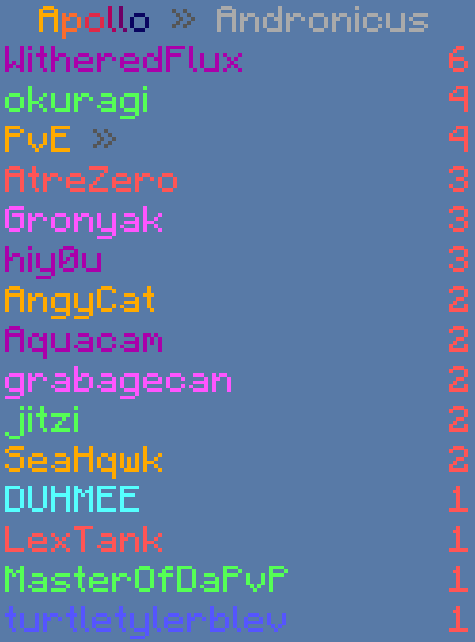 Apollo » Andronicus
WitheredFlux 6
okuragi 4
PvE » 4
AtreZero 3
Gronyak 3
hiy0u 3
AngyCat 2
Aquacam 2
grabagecan 2
jitzi 2
SeaHqwk 2
DUHMEE 1
LexTank 1
MasterOfDaPvP 1
turtletylerblev 1